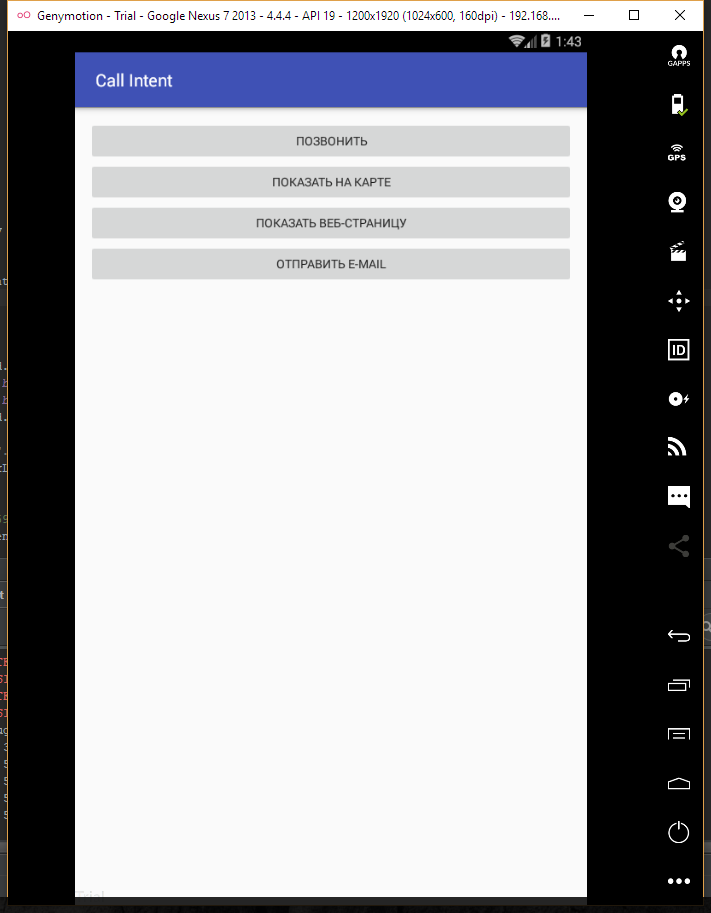 Genymotion - Trial - Google Nexus 7 2013 - 4.4.4 - API 19 - 1200x1920 (1024x600, 160dpi) - 192.168....
1:43
GAPPS
Call Intent
ПОЗВОНИТЬ
GPS
ПОКАЗАТЬ НА КАРТЕ
ПОКАЗАТЬ ВЕБ-СТРАНИЦУ
ОТПРАВИТЬ E-MAIL
ID
Trial